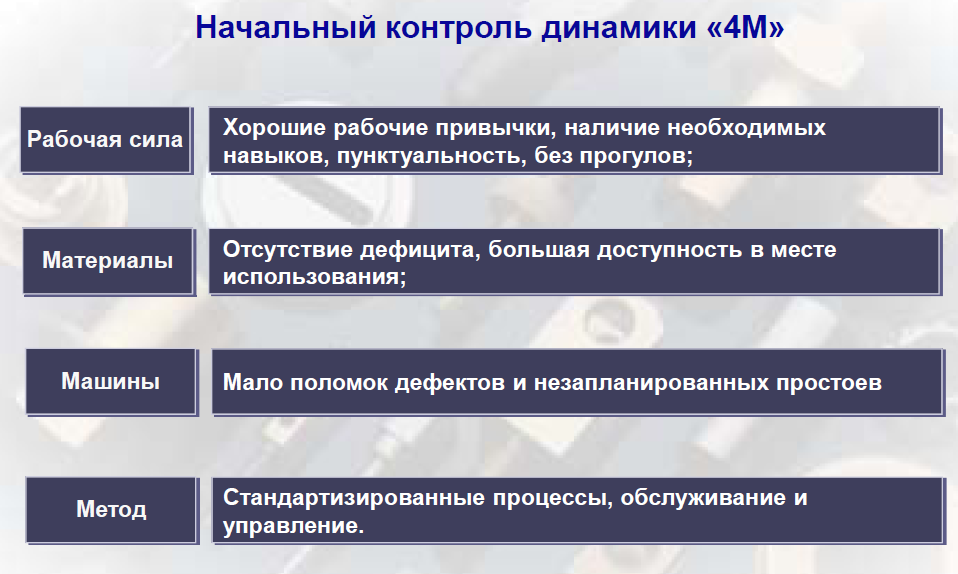 Начальный контроль динамики «4М»
Рабочая сила
Хорошие рабочие привычки, наличие необходимых
навыков, пунктуальность, без прогулов;
Материалы
Отсутствие дефицита, большая доступность в месте
использования;
Машины
Мало поломок дефектов и незапланированных простоев
Метод
Стандартизированные процессы, обслуживание и
управление.